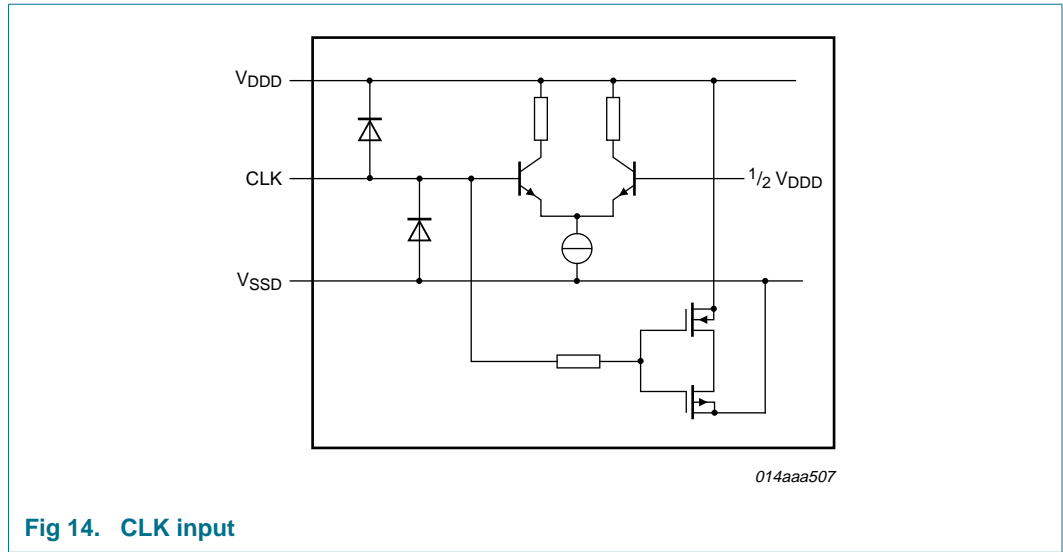 VDDD
CLK
1/2 VDDD
VSSD
014aaa507
Fig 14. CLK input